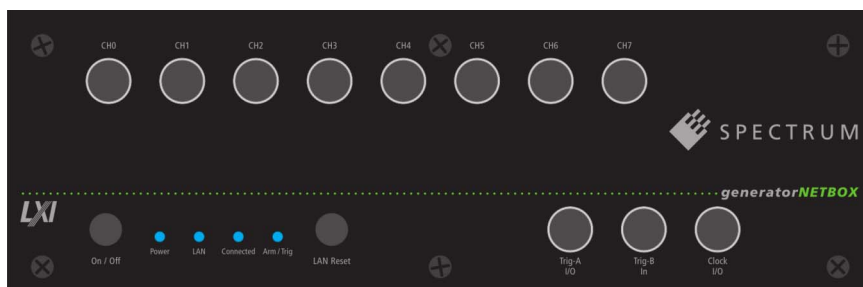 CH0 CH1 CH2 CH3 CH4 CH5 CH6 CH7
SPECTRUM
generatorNETBOX
LXI
On / Off Power LAN Connected Arm / Trig LAN Reset
Trig-A Trig-B Clock
I/O In I/O